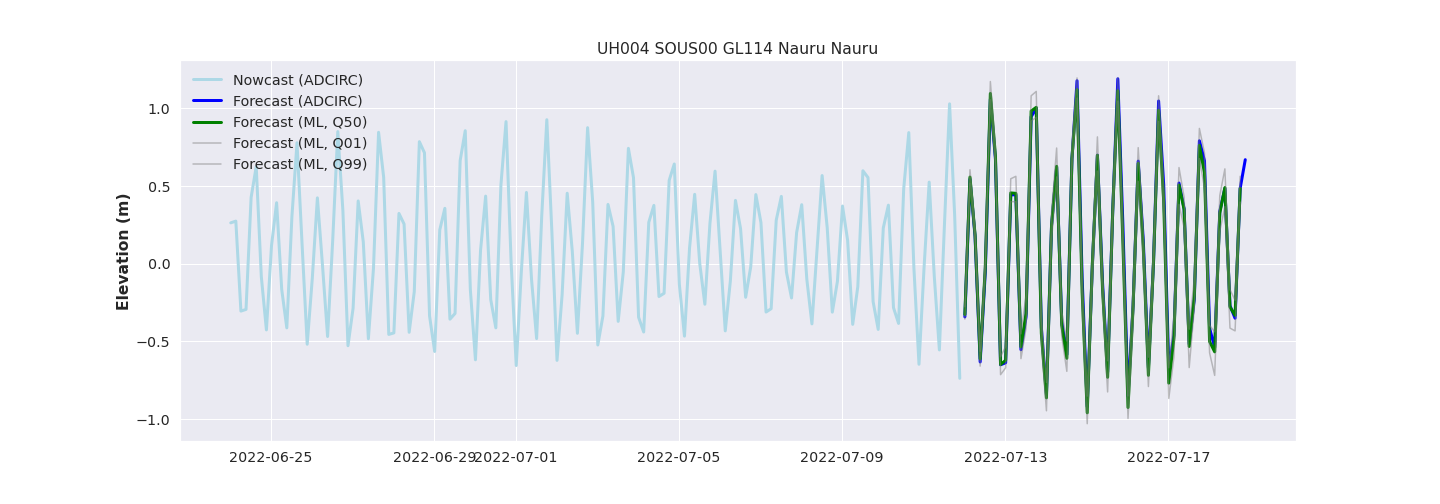 UH004 SOUS00 GL114 Nauru Nauru
Nowcast (ADCIRC)
Forecast (ADCIRC)
Forecast (ML, Q50)
Forecast (ML, Q01)
Forecast (ML, Q99)
Elevation (m)
1.0
0.5
0.0
−0.5
−1.0
2022-06-25
2022-06-29
2022-07-01
2022-07-05
2022-07-09
2022-07-13
2022-07-17